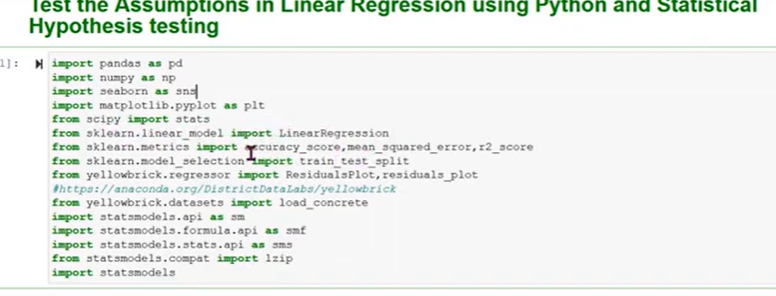 Test the Assumptions in Linear Regression using Python and Statistical
Hypothesis testing
1]:
import pandas as pd
import numpy as np
import seaborn as sns
import matplotlib.pyplot as plt
from scipy import stats
from sklearn.linear_model import LinearRegression
from sklearn.metrics import accuracy_score,mean_squared_error,r2_score
from sklearn.model_selection import train_test_split
from yellowbrick.regressor import ResidualsPlot,residuals_plot
#https://anaconda.org/DistrictDataLabs/yellowbrick
from yellowbrick.datasets import load_concrete
import statsmodels.api as sm
import statsmodels.formula.api as smf
import statsmodels.stats.api as sms
from statsmodels.compat import lzip
import statsmodels